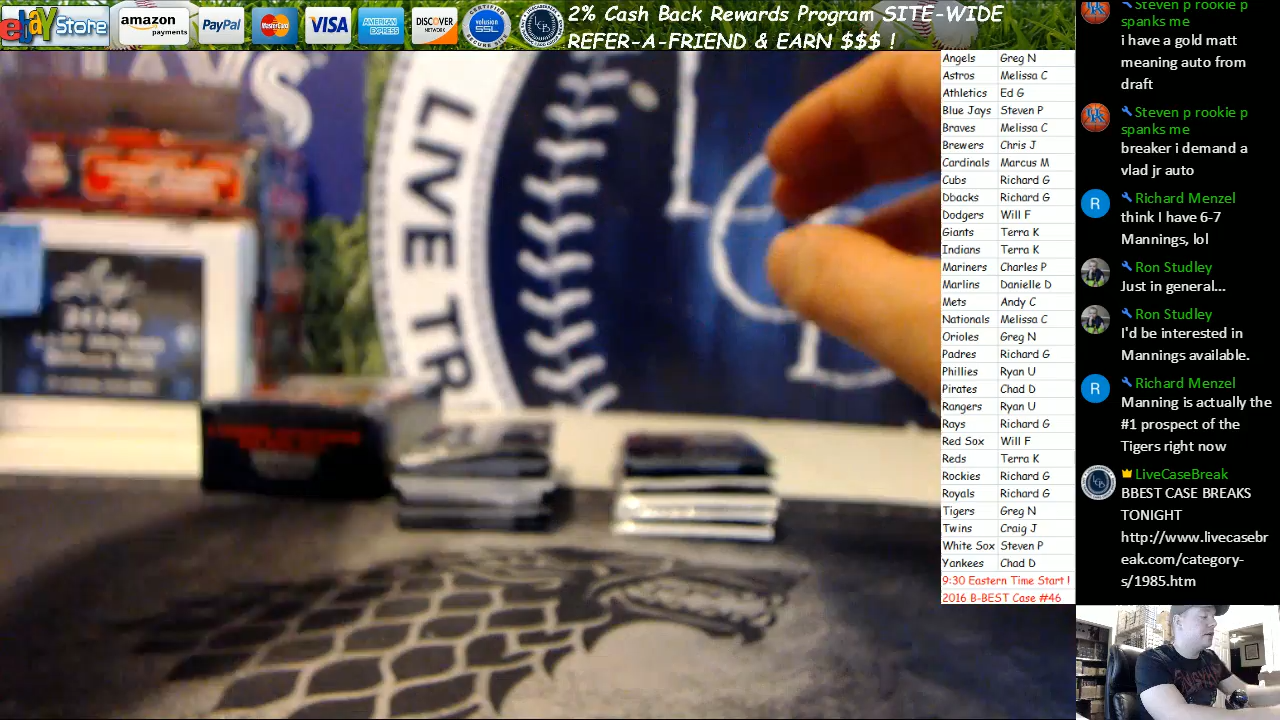 ebay Store
amazon
payments
PayPal
MasterCard
VISA
AMERICAN
EXPRESS
DISCOVER
NETWORK
CERTIFIED
volusion
SSL
SECURE SITE
LCB
2% Cash Back Rewards Program SITE-WIDE
REFER-A-FRIEND & EARN $$$ !
LIVE TR
Angels Greg N
Astros Melissa C
Athletics Ed G
Blue Jays Steven P
Braves Melissa C
Brewers Chris J
Cardinals Marcus M
Cubs Richard G
Dbacks Richard G
Dodgers Will F
Giants Terra K
Indians Terra K
Mariners Charles P
Marlins Danielle D
Mets Andy C
Nationals Melissa C
Orioles Greg N
Padres Richard G
Phillies Ryan U
Pirates Chad D
Rangers Ryan U
Rays Richard G
Red Sox Will F
Reds Terra K
Rockies Richard G
Royals Richard G
Tigers Greg N
Twins Craig J
White Sox Steven P
Yankees Chad D
9:30 Eastern Time Start !
2016 B-BEST Case #46
Steven p rookie p
spanks me
i have a gold matt
meaning auto from
draft
Steven p rookie p
spanks me
breaker i demand a
vlad jr auto
R
Richard Menzel
think I have 6-7
Mannings, lol
Ron Studley
Just in general...
Ron Studley
I'd be interested in
Mannings available.
R
Richard Menzel
Manning is actually the
#1 prospect of the
Tigers right now
LCB
LiveCaseBreak
BBEST CASE BREAKS
TONIGHT
http://www.livecasebr
eak.com/category-
s/1985.htm